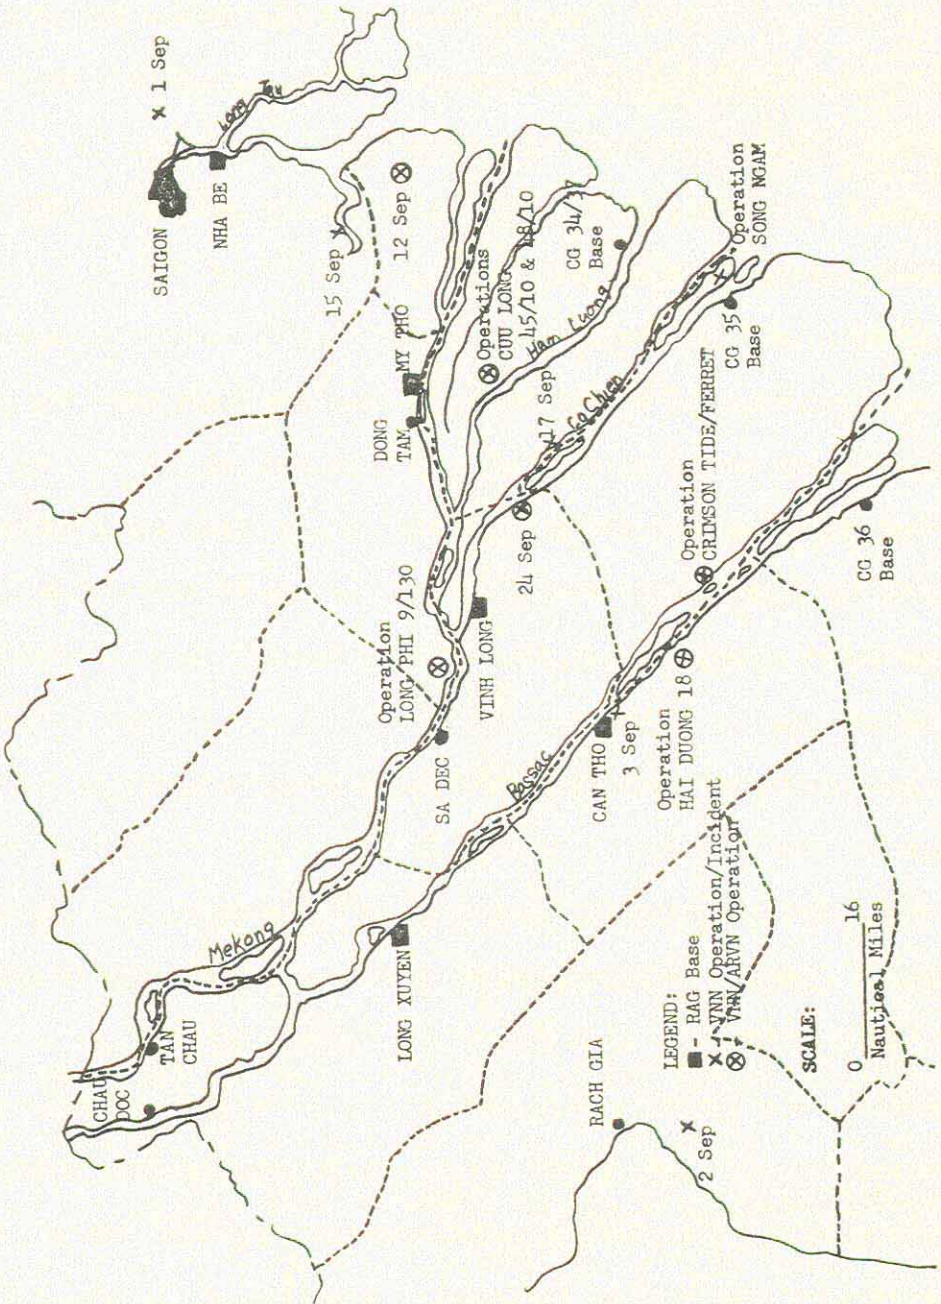 CHAU
DOC
TAN
CHAU
Mekong
SAIGON
x 1 Sep
NHA BE
Long Tau
15 Sep
12 Sep
DONG
TAM
MY THO
Operation
LONG PHI 9/130
LONG XUYEN
SA DEC
VINH LONG
Operations
CUU LONG
45/10 & 48/10
Ham Luong
CG
Base
Bassac
24 Sep
17 Sep
Co Chien
RACH GIA
CAN THO
3 Sep
Operation
HAI DUONG 18
Operation
CRIMSON TIDE/FERRET
CG 35
Base
Operation
SONG NGAM
2 Sep
LEGEND:
- RAG Base
x - VNN Operation/Incident
- VNN/ARVN Operation
CG 36
Base
SCALE:
0 16
Nautical Miles